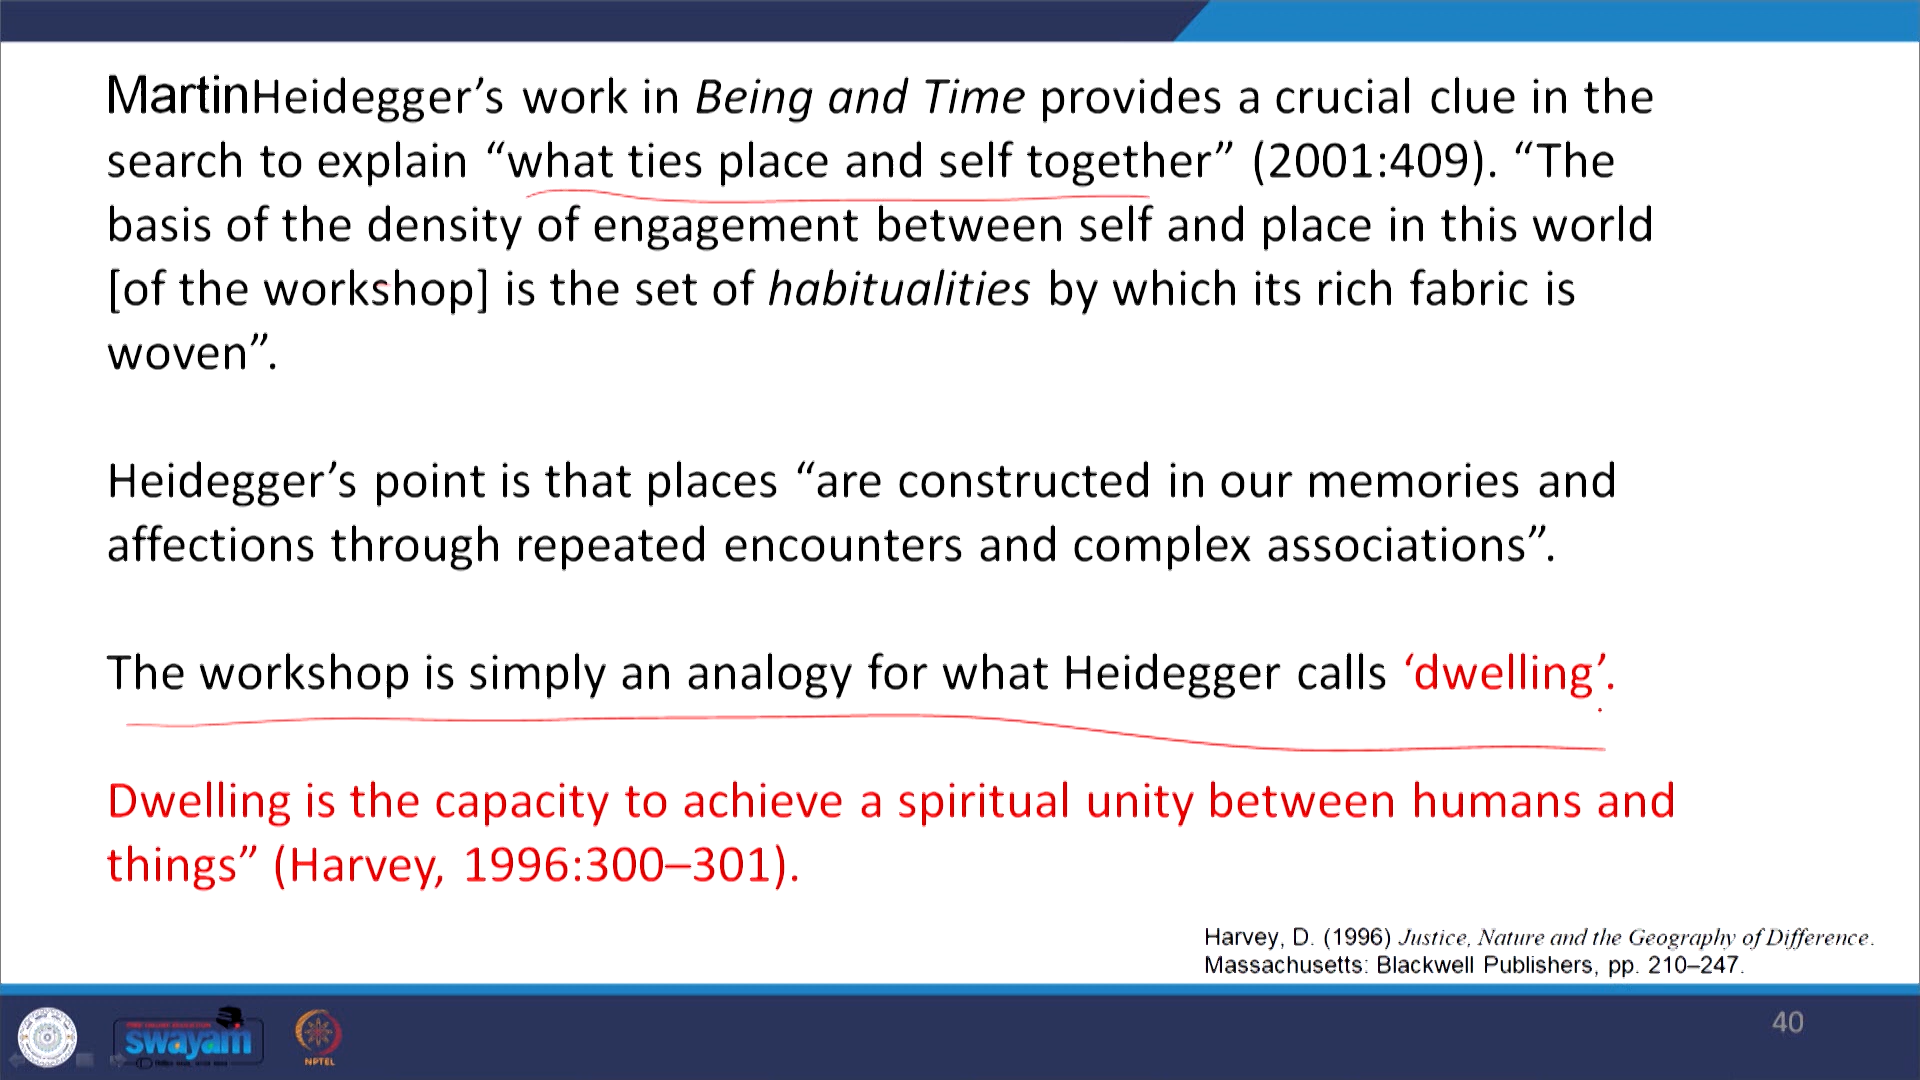 MartinHeidegger’s work in Being and Time provides a crucial clue in the
search to explain “what ties place and self together” (2001:409). “The
basis of the density of engagement between self and place in this world
[of the workshop] is the set of habitualities by which its rich fabric is
woven”.
Heidegger’s point is that places “are constructed in our memories and
affections through repeated encounters and complex associations”.
The workshop is simply an analogy for what Heidegger calls ‘dwelling’.
Dwelling is the capacity to achieve a spiritual unity between humans and
things” (Harvey, 1996:300–301).
Harvey, D. (1996) Justice, Nature and the Geography of Difference.
Massachusetts: Blackwell Publishers, pp. 210–247.
swayam
NPTEL
40